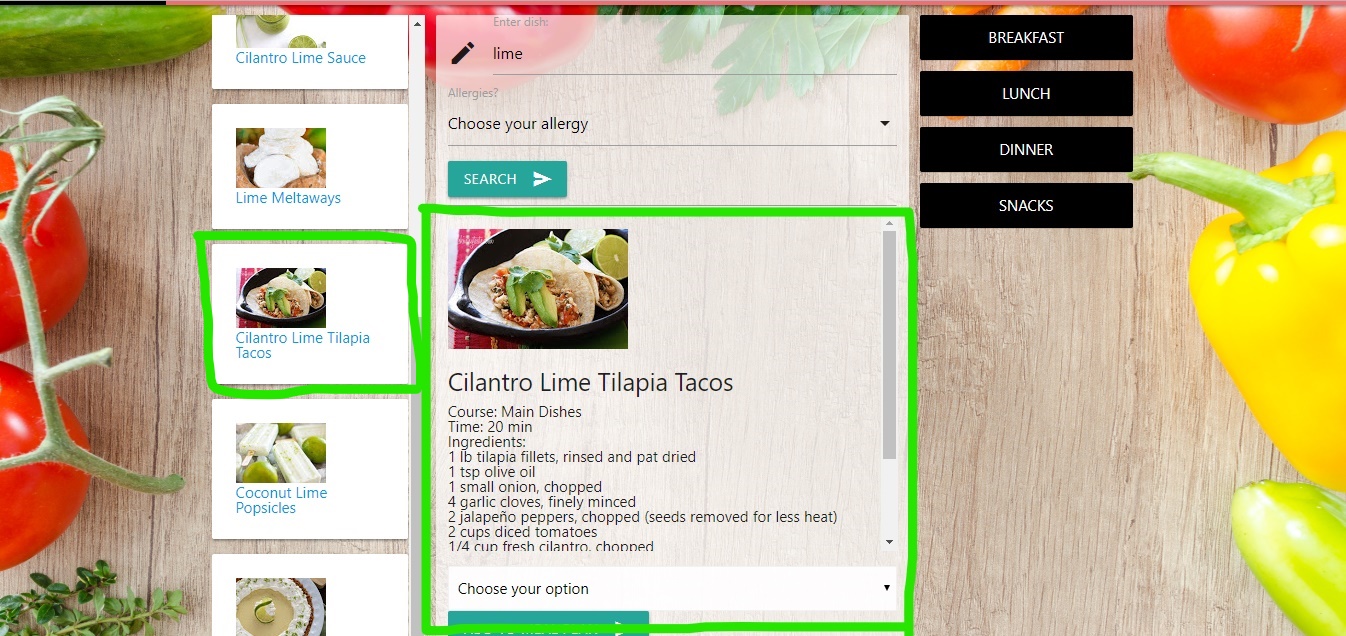 Cilantro Lime Sauce
Lime Meltaways
Cilantro Lime Tilapia
Tacos
Coconut Lime
Popsicles
Enter dish:
lime
Allergies?
Choose your allergy
SEARCH
Cilantro Lime Tilapia Tacos
Course: Main Dishes
Time: 20 min
Ingredients:
1 lb tilapia fillets, rinsed and pat dried
1 tsp olive oil
1 small onion, chopped
4 garlic cloves, finely minced
2 jalapeño peppers, chopped (seeds removed for less heat)
2 cups diced tomatoes
1/4 cup fresh cilantro, chopped
Choose your option
BREAKFAST
LUNCH
DINNER
SNACKS